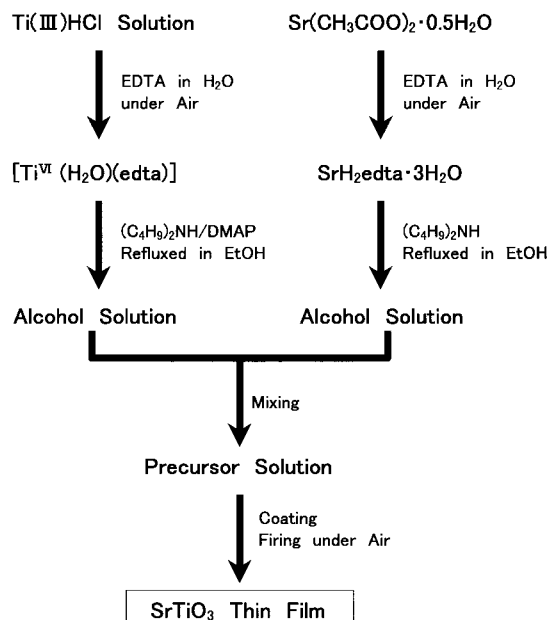 Ti(Ⅲ)HCl Solution
Sr(CH₃COO)₂·0.5H₂O
EDTA in H₂O
under Air
EDTA in H₂O
under Air
[Tiⱽᴵ (H₂O)(edta)]
SrH₂edta·3H₂O
(C₄H₉)₂NH/DMAP
Refluxed in EtOH
(C₄H₉)₂NH
Refluxed in EtOH
Alcohol Solution
Alcohol Solution
Mixing
Precursor Solution
Coating
Firing under Air
SrTiO₃ Thin Film